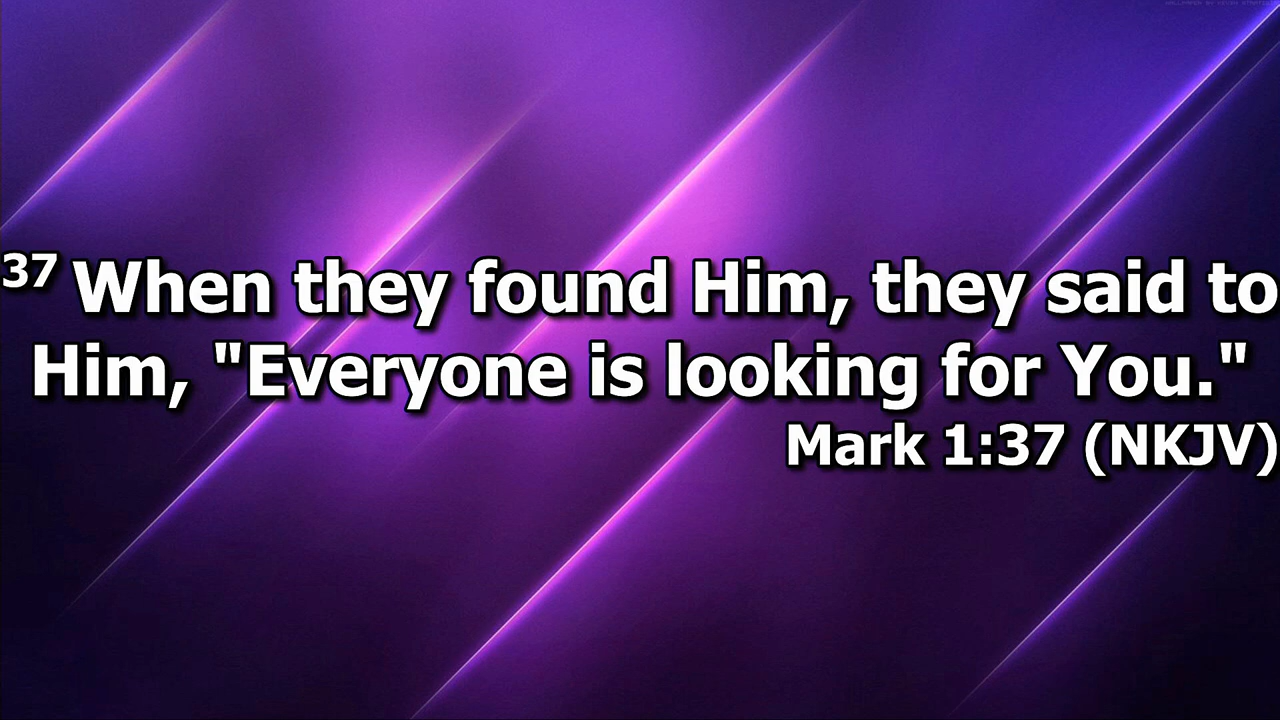 37 When they found Him, they said to
Him, "Everyone is looking for You."
Mark 1:37 (NKJV)